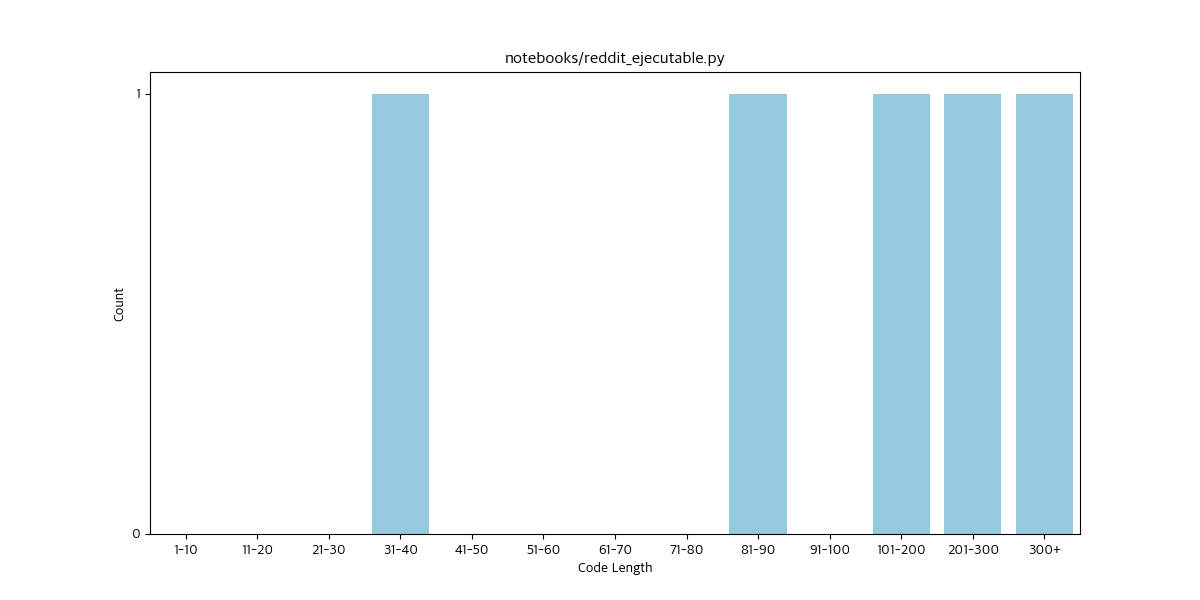 notebooks/reddit_ejecutable.py
1
Count
0
1-10 11-20 21-30 31-40 41-50 51-60 61-70 71-80 81-90 91-100 101-200 201-300 300+
Code Length